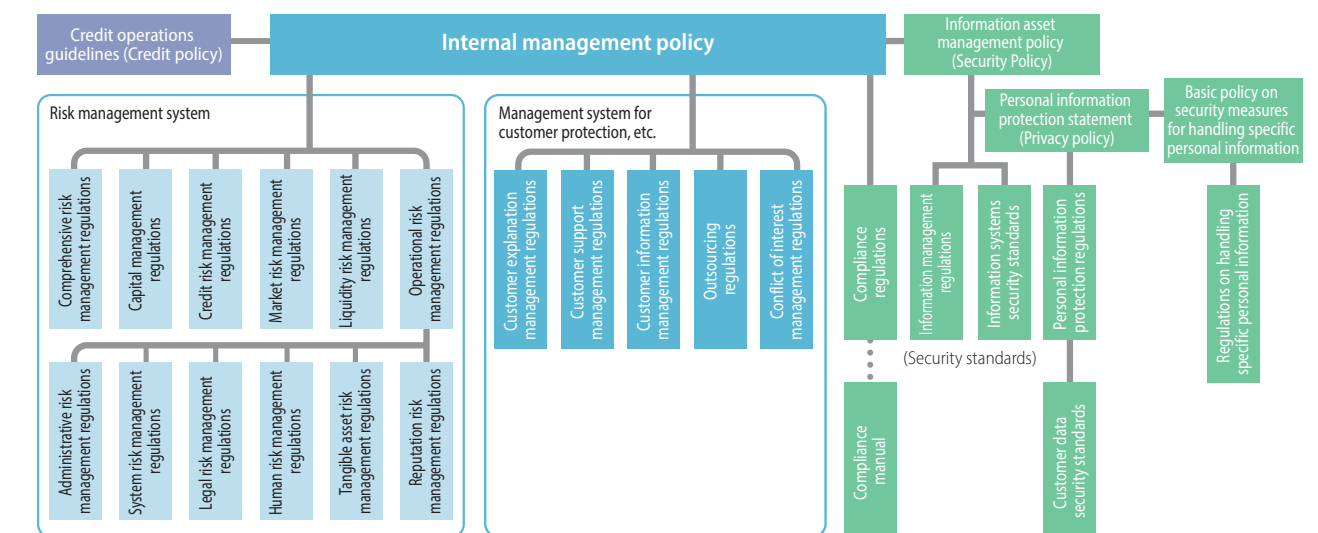 Credit operations
guidelines (Credit policy)
Internal management policy
Information asset
management policy
(Security Policy)
Risk management system
Management system for
customer protection, etc.
Personal information
protection statement
(Privacy policy)
Basic policy on
security measures
for handling specific
personal information
Comprehensive risk
management regulations
Capital management
regulations
Credit risk management
regulations
Market risk management
regulations
Liquidity risk management
regulations
Operational risk
management regulations
Customer explanation
management regulations
Customer support
management regulations
Customer information
management regulations
Outsourcing
regulations
Conflict of interest
management regulations
Compliance
regulations
Information management
regulations
Information systems
security standards
Personal information
protection regulations
Regulations on handling
specific personal information
(Security standards)
Administrative risk
management regulations
System risk management
regulations
Legal risk management
regulations
Human risk management
regulations
Tangible asset risk
management regulations
Reputation risk
management regulations
Compliance
manual
Customer data
security standards